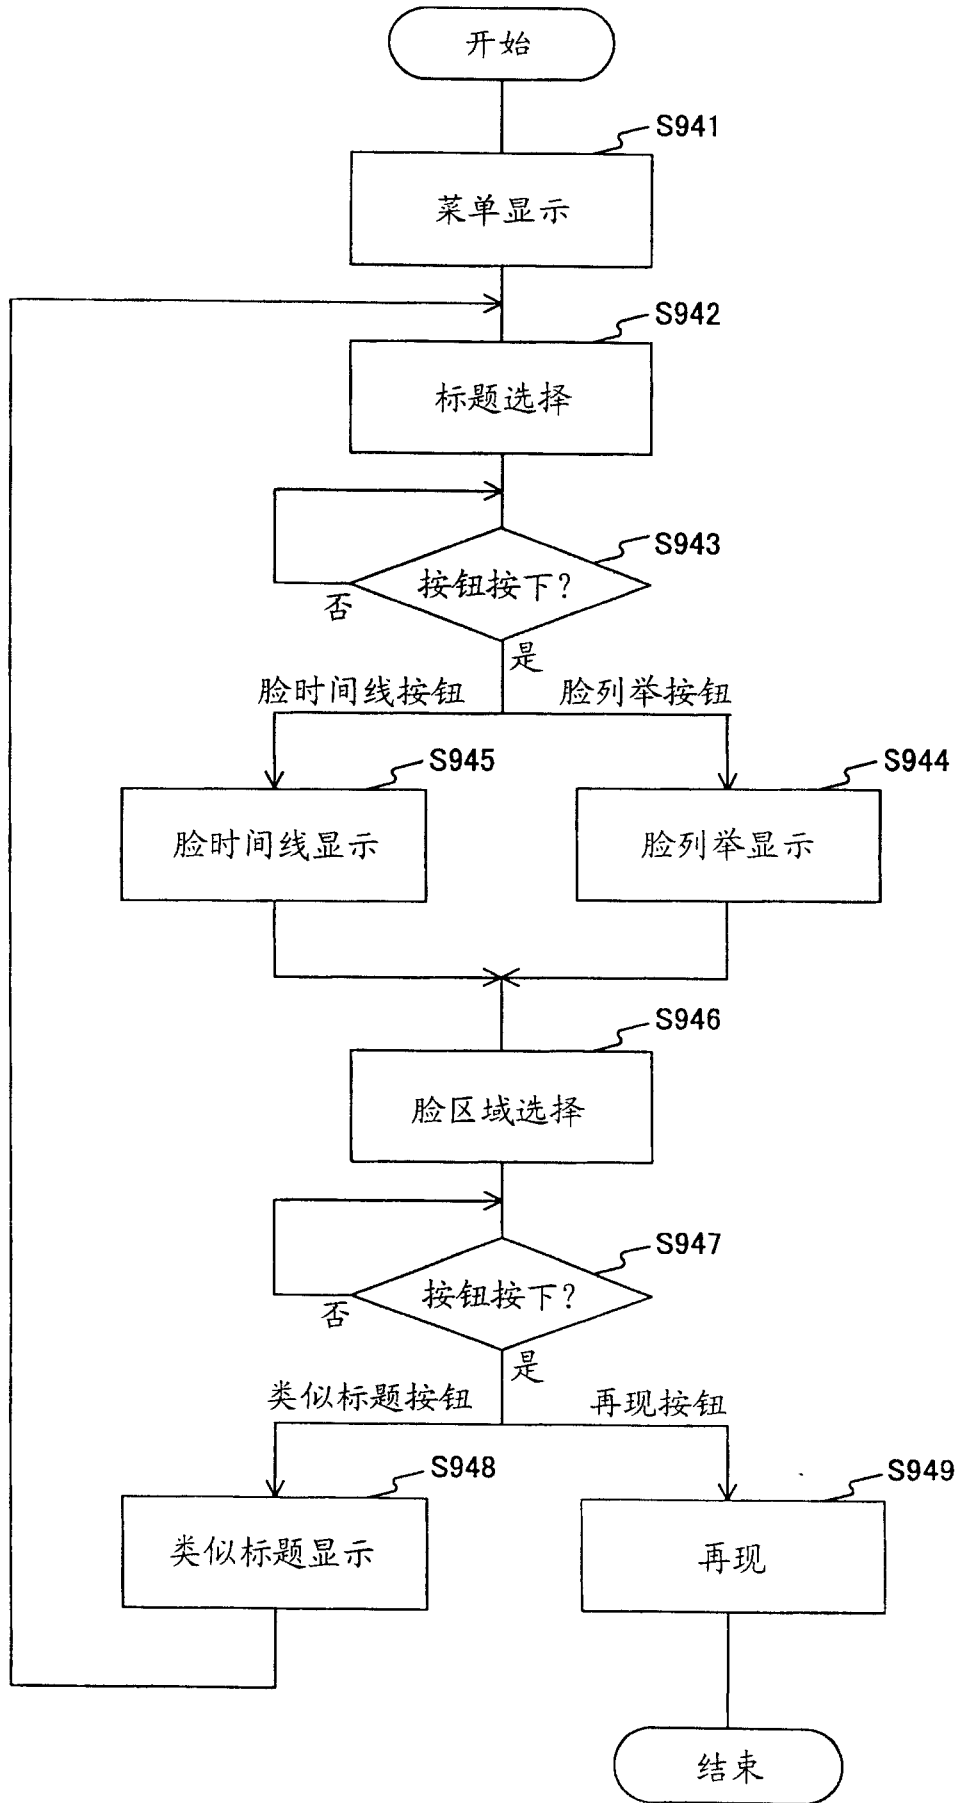 开始
S941
菜单显示
S942
标题选择
S943
按钮按下?
否
是
脸时间线按钮
脸列举按钮
S945
S944
脸时间线显示
脸列举显示
S946
脸区域选择
S947
按钮按下?
否
是
类似标题按钮
再现按钮
S948
S949
类似标题显示
再现
结束